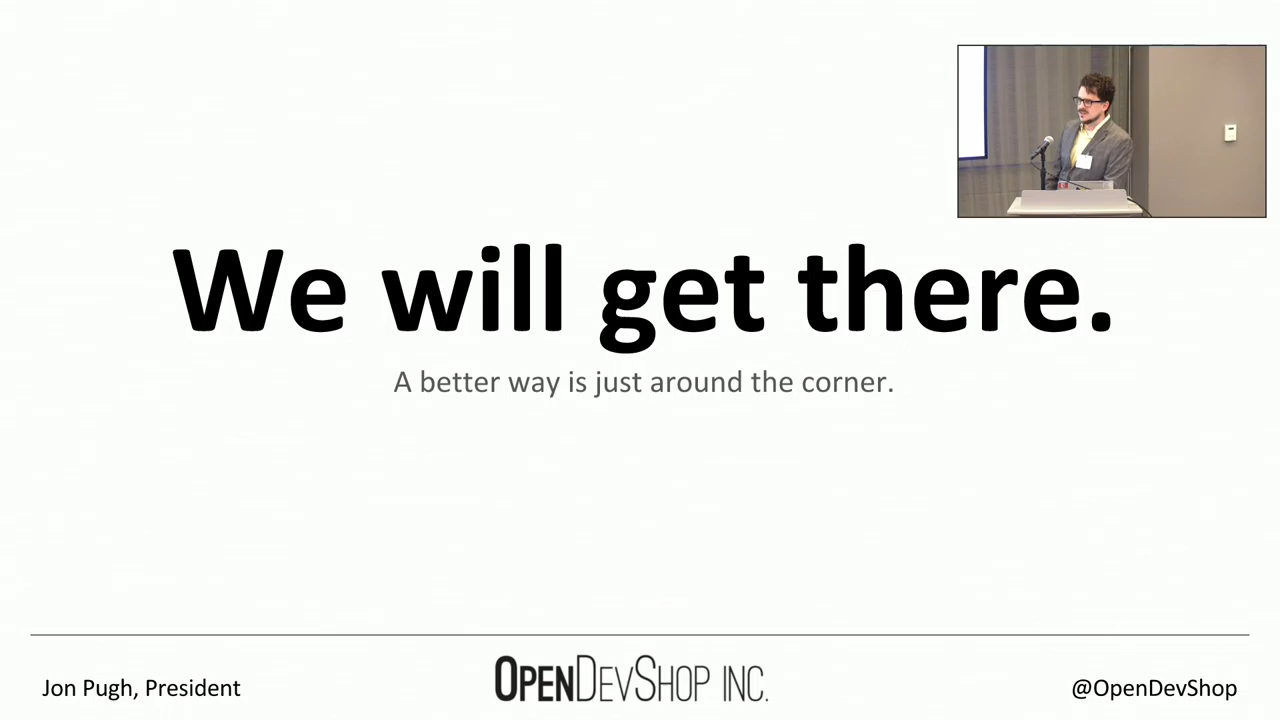 We will get there.
A better way is just around the corner.
Jon Pugh, President
OPENDEVSHOP INC.
@OpenDevShop